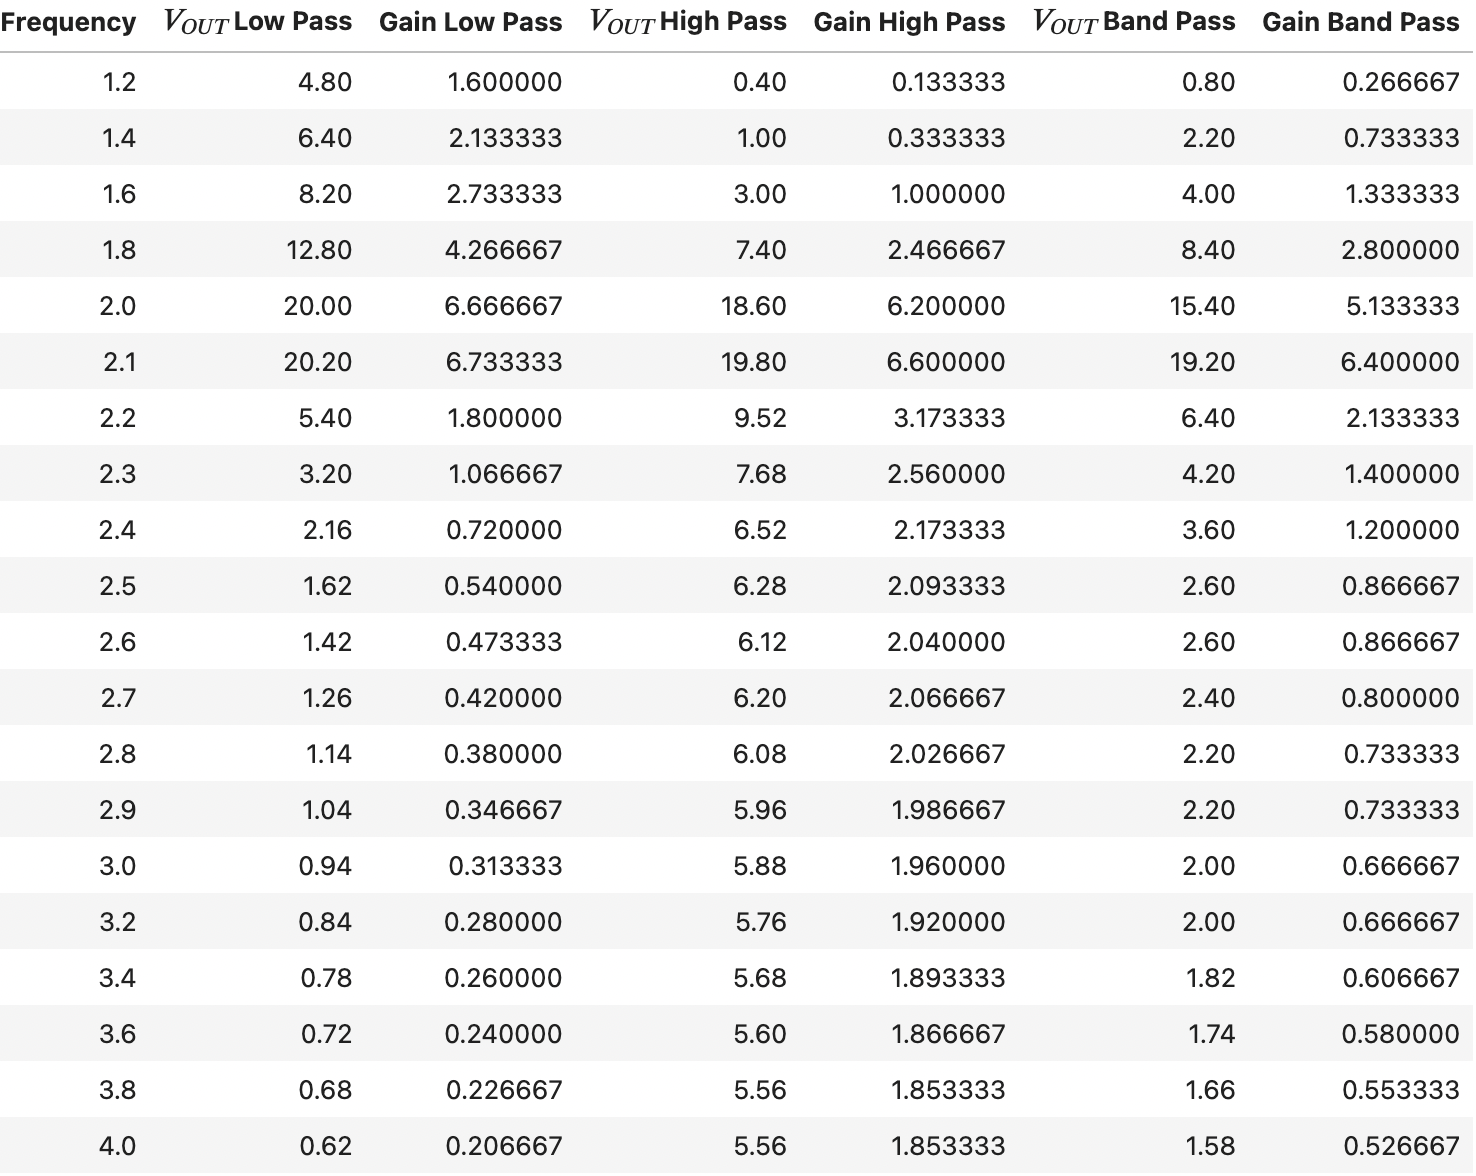 Frequency V_OUT Low Pass Gain Low Pass V_OUT High Pass Gain High Pass V_OUT Band Pass Gain Band Pass
1.2 4.80 1.600000 0.40 0.133333 0.80 0.266667
1.4 6.40 2.133333 1.00 0.333333 2.20 0.733333
1.6 8.20 2.733333 3.00 1.000000 4.00 1.333333
1.8 12.80 4.266667 7.40 2.466667 8.40 2.800000
2.0 20.00 6.666667 18.60 6.200000 15.40 5.133333
2.1 20.20 6.733333 19.80 6.600000 19.20 6.400000
2.2 5.40 1.800000 9.52 3.173333 6.40 2.133333
2.3 3.20 1.066667 7.68 2.560000 4.20 1.400000
2.4 2.16 0.720000 6.52 2.173333 3.60 1.200000
2.5 1.62 0.540000 6.28 2.093333 2.60 0.866667
2.6 1.42 0.473333 6.12 2.040000 2.60 0.866667
2.7 1.26 0.420000 6.20 2.066667 2.40 0.800000
2.8 1.14 0.380000 6.08 2.026667 2.20 0.733333
2.9 1.04 0.346667 5.96 1.986667 2.20 0.733333
3.0 0.94 0.313333 5.88 1.960000 2.00 0.666667
3.2 0.84 0.280000 5.76 1.920000 2.00 0.666667
3.4 0.78 0.260000 5.68 1.893333 1.82 0.606667
3.6 0.72 0.240000 5.60 1.866667 1.74 0.580000
3.8 0.68 0.226667 5.56 1.853333 1.66 0.553333
4.0 0.62 0.206667 5.56 1.853333 1.58 0.526667